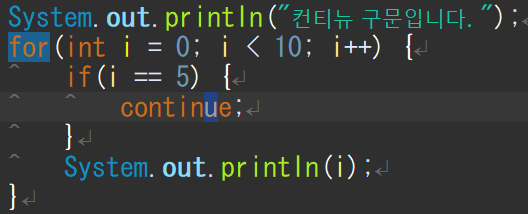 System.out.println("컨티뉴 구문입니다.");
for(int i = 0; i < 10; i++) {
    if(i == 5) {
        continue;
    }
    System.out.println(i);
}